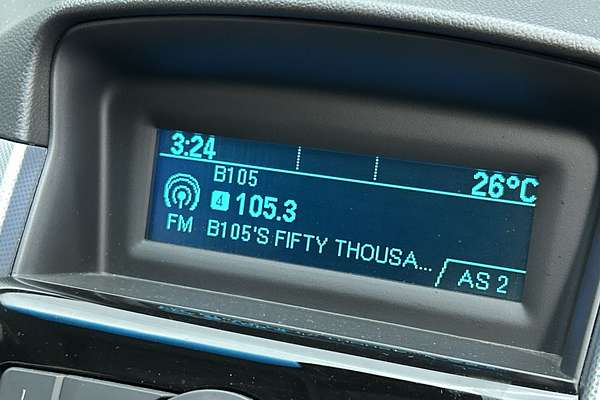 3:24
26°C
B105
4 105.3
FM B105'S FIFTY THOUSA...
AS 2